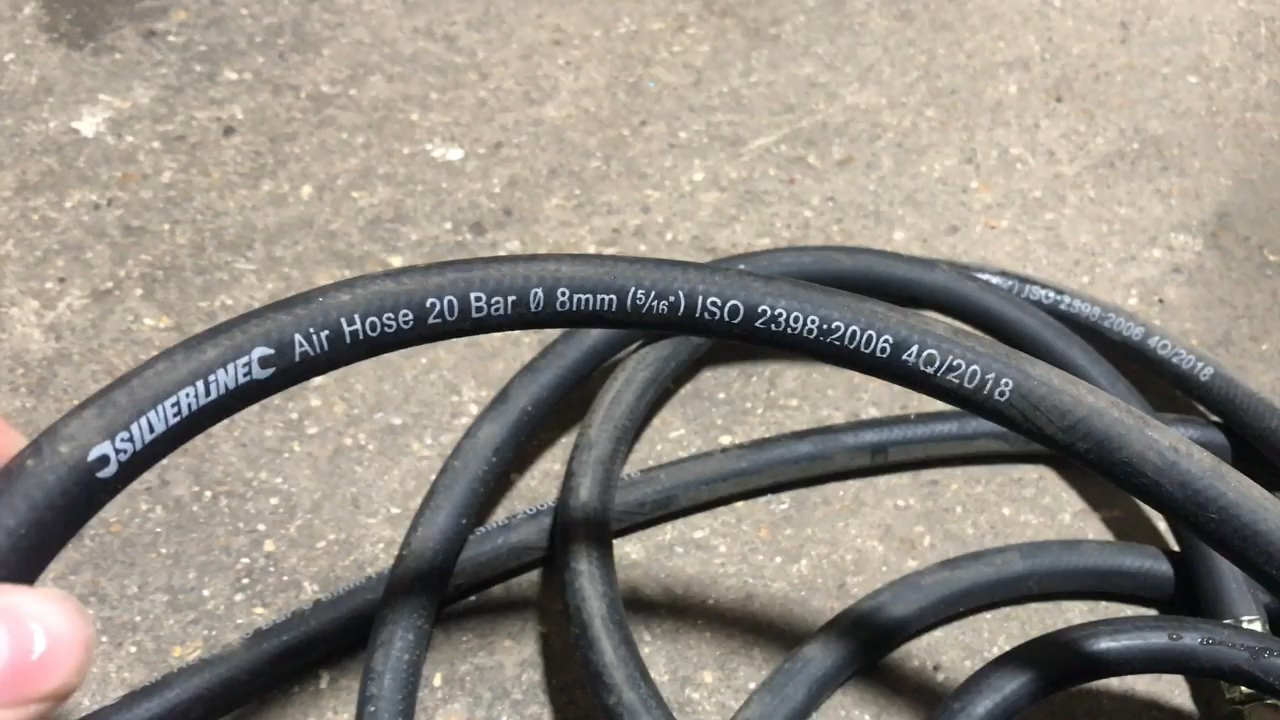 SILVERLiNE Air Hose 20 Bar Ø 8mm (5/16") ISO 2398:2006 4Q/2018
) ISO 2398:2006 4Q/2018